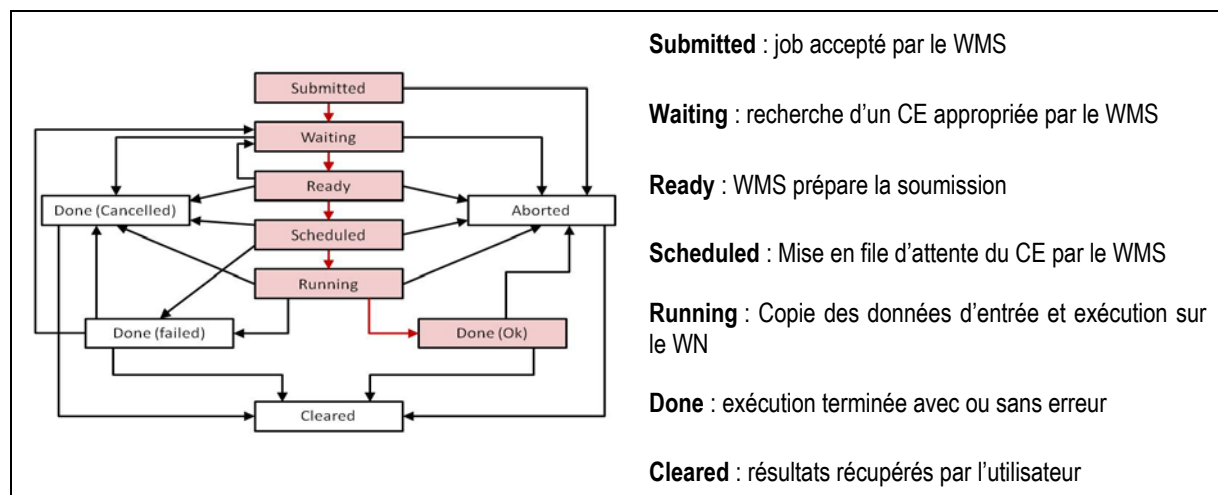 Submitted
Waiting
Ready
Done (Cancelled)
Aborted
Scheduled
Running
Done (failed)
Done (Ok)
Cleared
Submitted : job accepté par le WMS
Waiting : recherche d'un CE appropriée par le WMS
Ready : WMS prépare la soumission
Scheduled : Mise en file d'attente du CE par le WMS
Running : Copie des données d'entrée et exécution sur
le WN
Done : exécution terminée avec ou sans erreur
Cleared : résultats récupérés par l'utilisateur